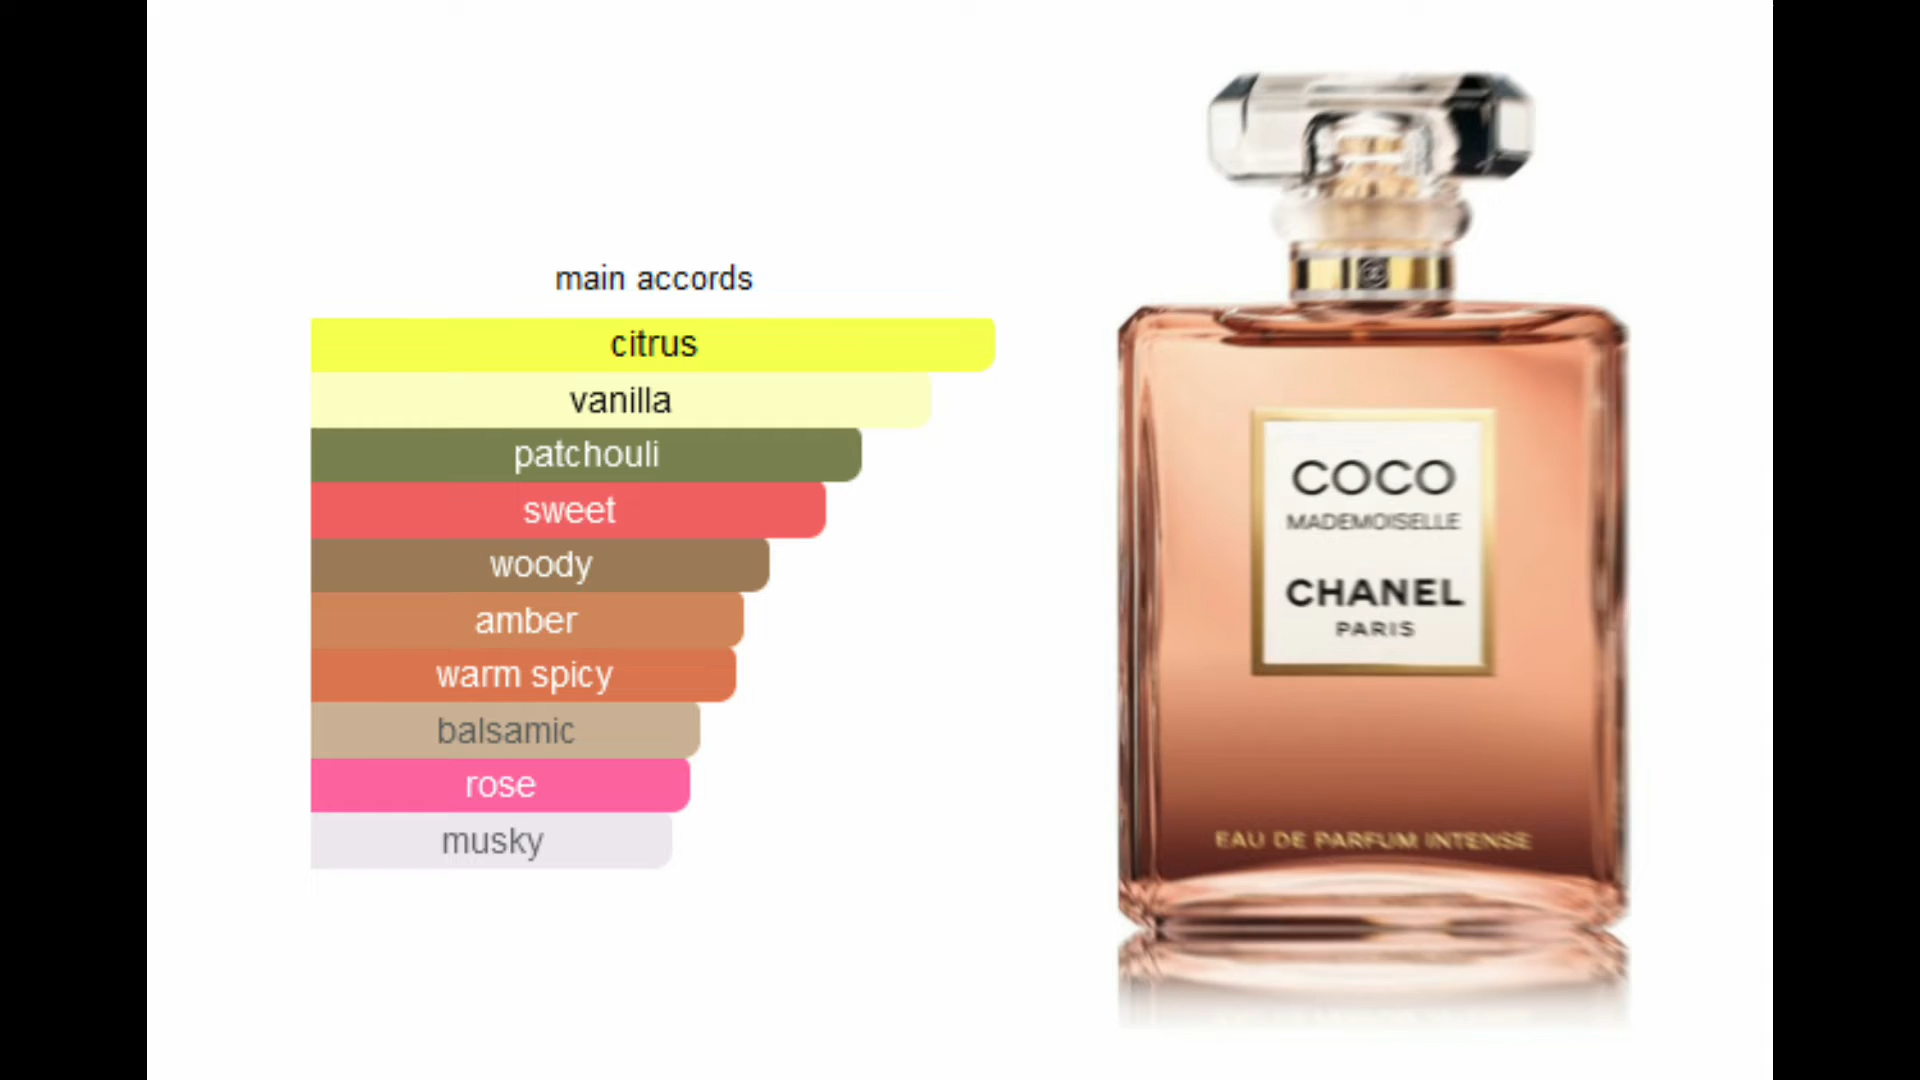 main accords
citrus
vanilla
patchouli
sweet
woody
amber
warm spicy
balsamic
rose
musky
COCO
MADEMOISELLE
CHANEL
PARIS
EAU DE PARFUM INTENSE